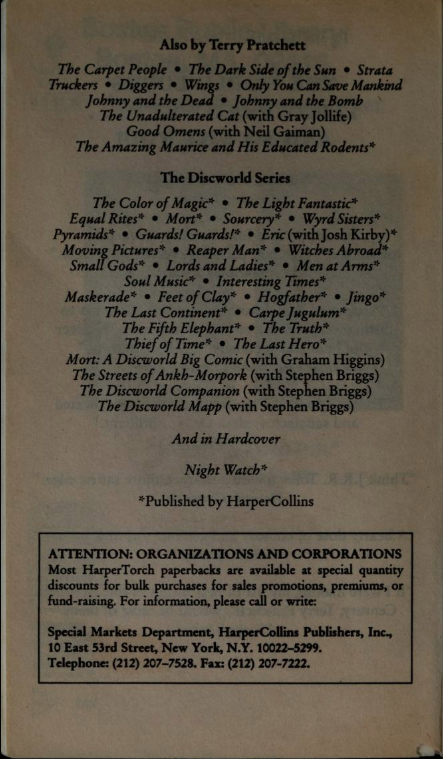 Also by Terry Pratchett
The Carpet People • The Dark Side of the Sun • Strata
Truckers • Diggers • Wings • Only You Can Save Mankind
Johnny and the Dead • Johnny and the Bomb
The Unadulterated Cat (with Gray Jollife)
Good Omens (with Neil Gaiman)
The Amazing Maurice and His Educated Rodents*
The Discworld Series
The Color of Magic* • The Light Fantastic*
Equal Rites* • Mort* • Sourcery* • Wyrd Sisters*
Pyramids* • Guards! Guards!* • Eric (with Josh Kirby)*
Moving Pictures* • Reaper Man* • Witches Abroad*
Small Gods* • Lords and Ladies* • Men at Arms*
Soul Music* • Interesting Times*
Maskerade* • Feet of Clay* • Hogfather* • Jingo*
The Last Continent* • Carpe Jugulum*
The Fifth Elephant* • The Truth*
Thief of Time* • The Last Hero*
Mort: A Discworld Big Comic (with Graham Higgins)
The Streets of Ankh-Morpork (with Stephen Briggs)
The Discworld Companion (with Stephen Briggs)
The Discworld Mapp (with Stephen Briggs)
And in Hardcover
Night Watch*
*Published by HarperCollins
ATTENTION: ORGANIZATIONS AND CORPORATIONS
Most HarperTorch paperbacks are available at special quantity
discounts for bulk purchases for sales promotions, premiums, or
fund-raising. For information, please call or write:
Special Markets Department, HarperCollins Publishers, Inc.,
10 East 53rd Street, New York, N.Y. 10022–5299.
Telephone: (212) 207–7528. Fax: (212) 207-7222.